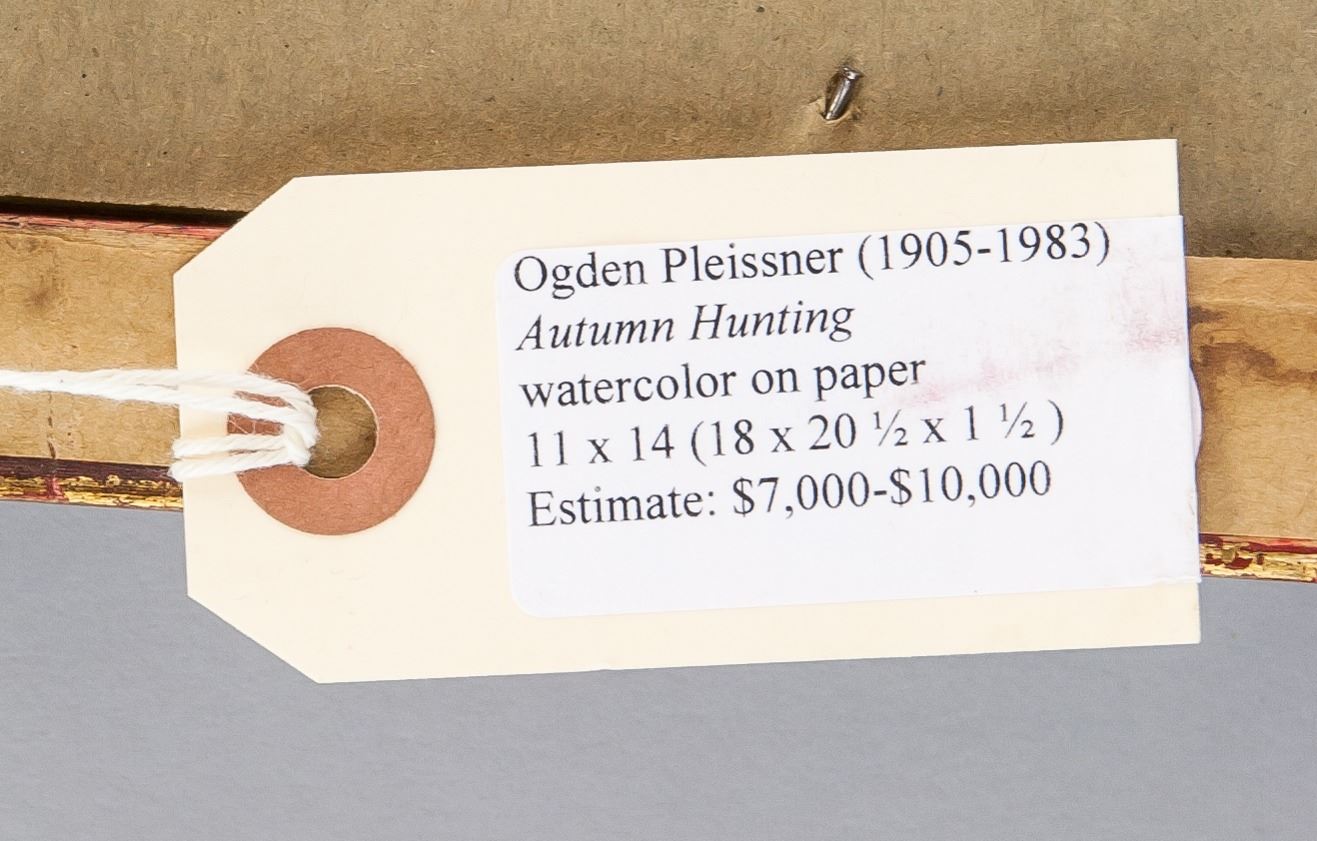 Ogden Pleissner (1905-1983)
Autumn Hunting
watercolor on paper
11 x 14 (18 x 20 ½ x 1 ½ )
Estimate: $7,000-$10,000